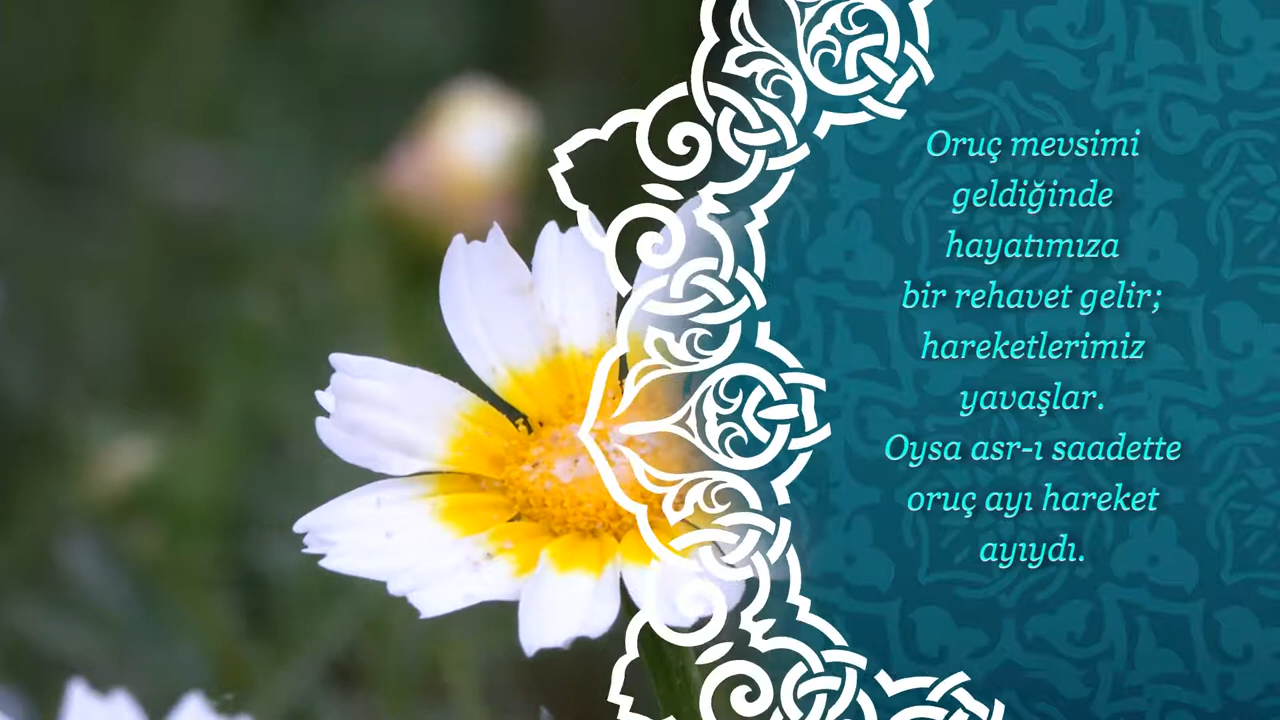 Oruç mevsimi
geldiğinde
hayatımıza
bir rehavet gelir;
hareketlerimiz
yavaşlar.
Oysa asr-ı saadette
oruç ayı hareket
ayıydı.